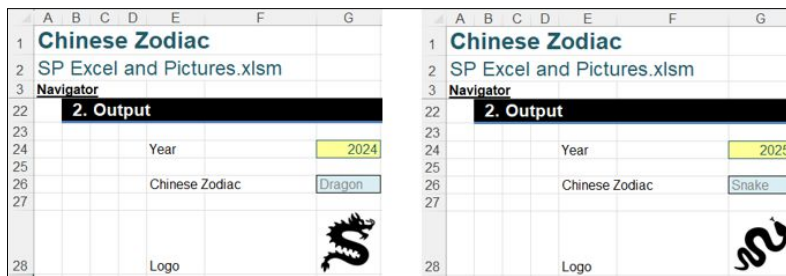 A B C D E F G
1 Chinese Zodiac
2 SP Excel and Pictures.xlsm
3 Navigator
22 2. Output
23
24 Year 2024
25
26 Chinese Zodiac Dragon
27
28 Logo
A B C D E F G
1 Chinese Zodiac
2 SP Excel and Pictures.xlsm
3 Navigator
22 2. Output
23
24 Year 2025
25
26 Chinese Zodiac Snake
27
28 Logo